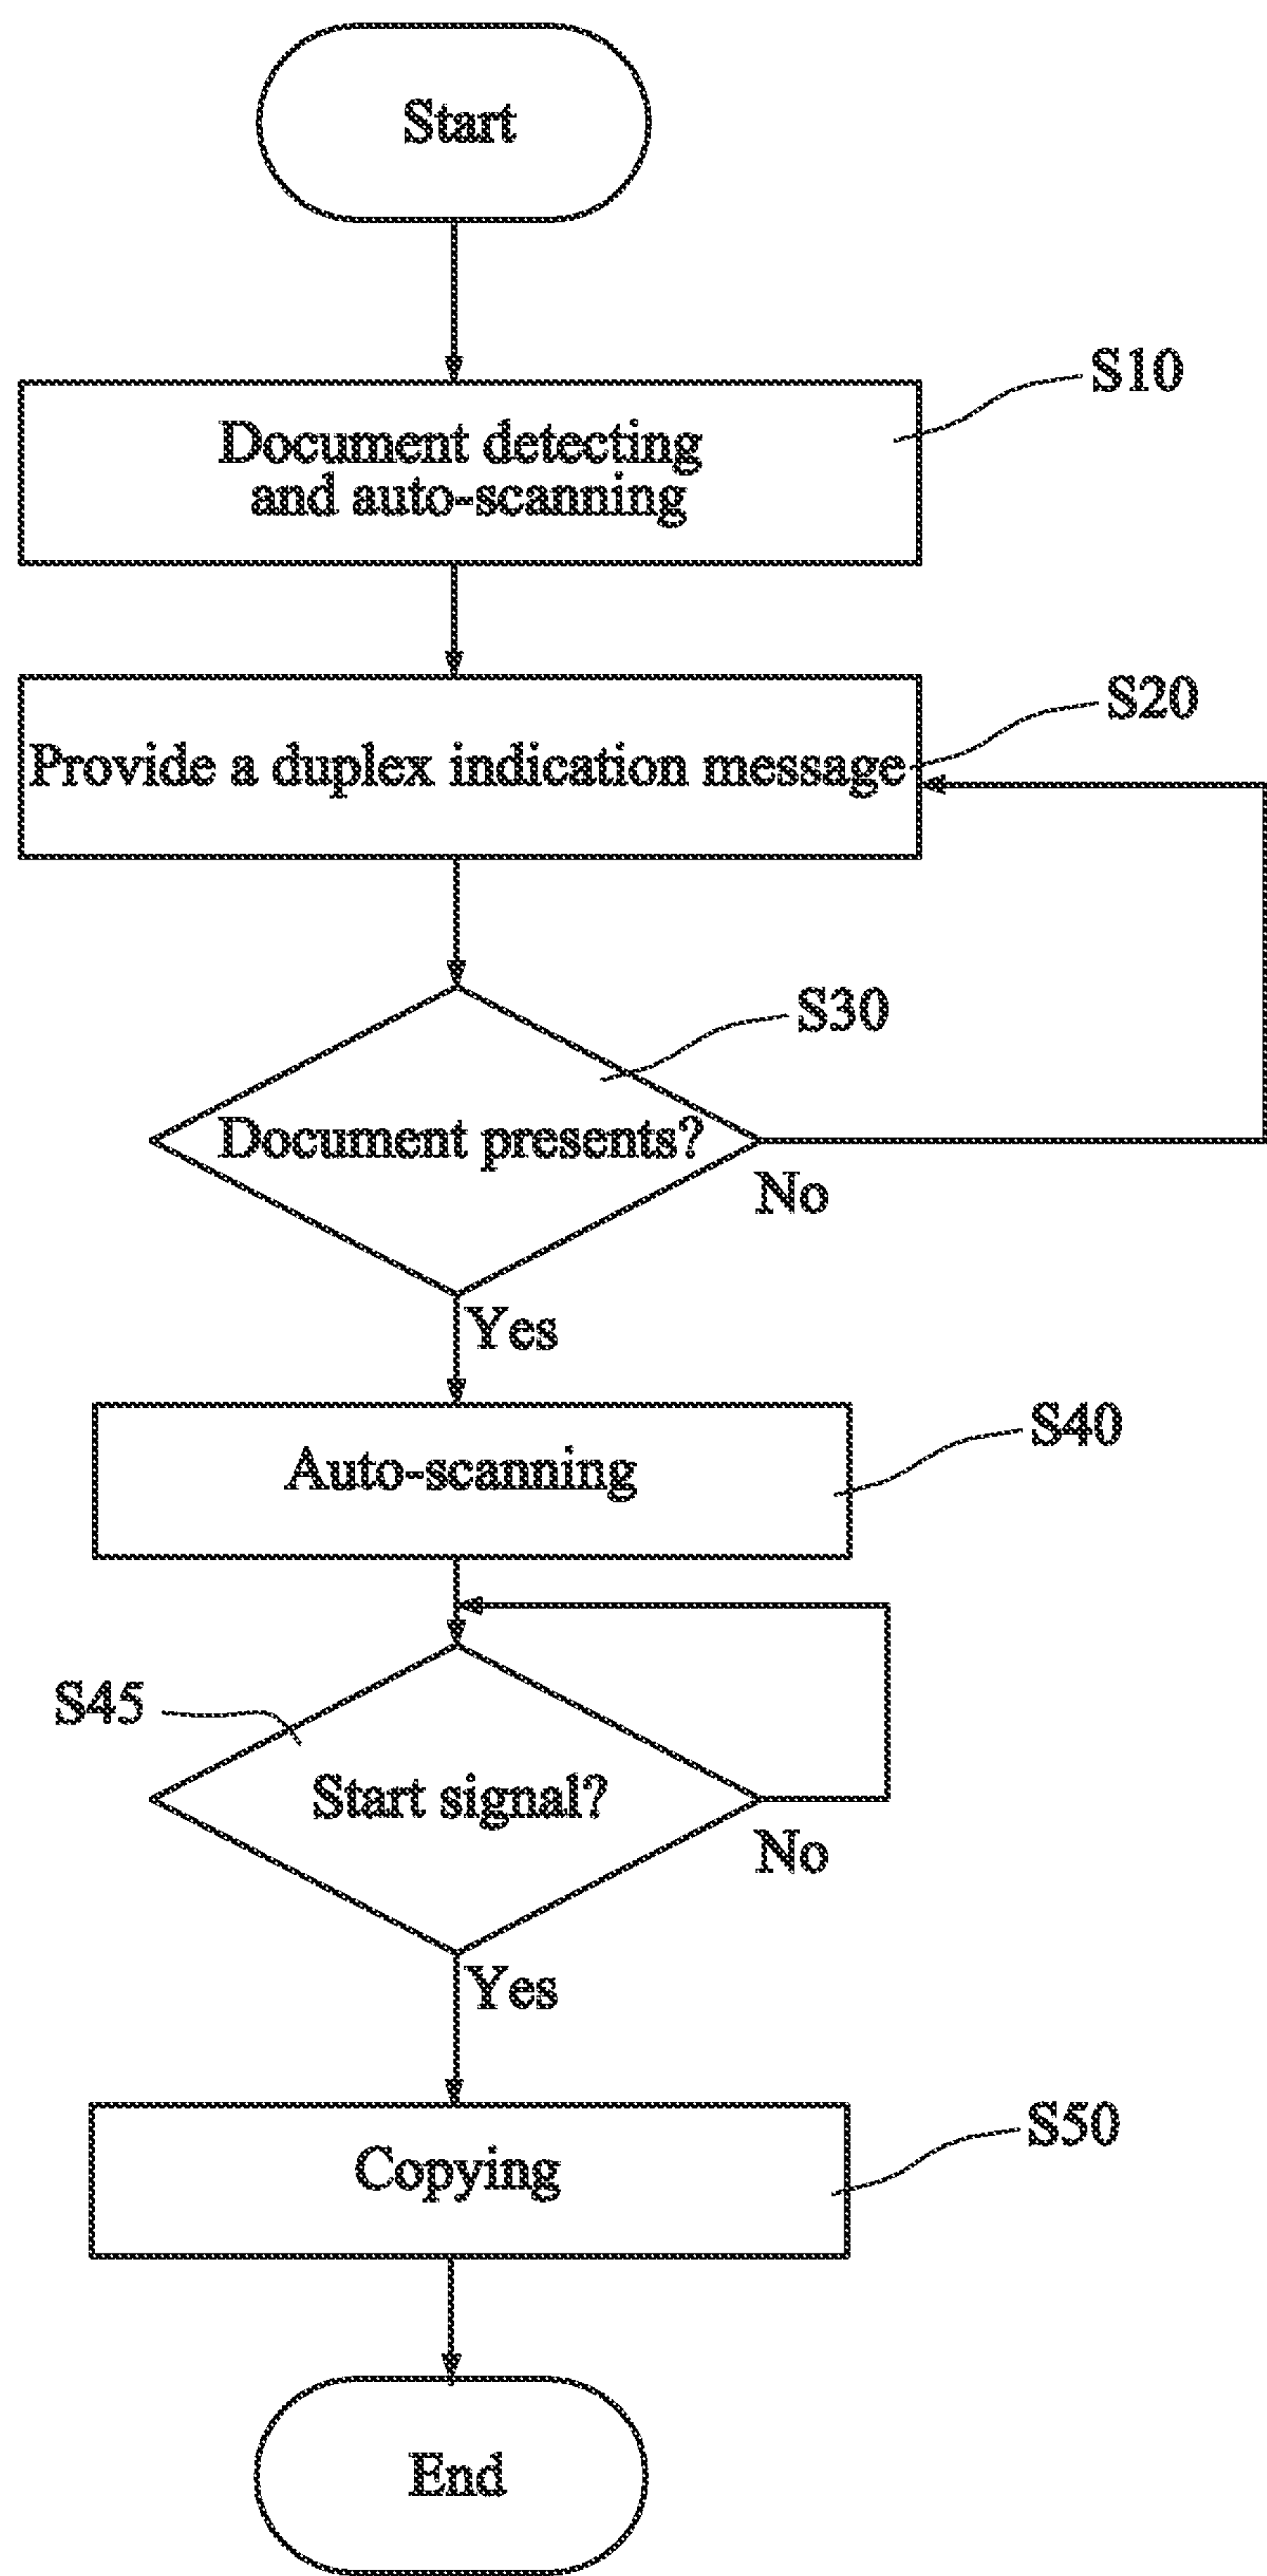 Start
S10
Document detecting
and auto-scanning
S20
Provide a duplex indication message
S30
Document presents?
No
Yes
S40
Auto-scanning
S45
Start signal?
No
Yes
S50
Copying
End